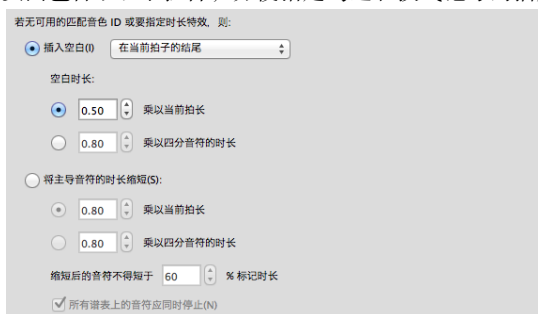 若无可用的匹配音色 ID 或要指定时长特效，则:
插入空白(I) 在当前拍子的结尾
空白时长:
0.50 乘以当前拍长
0.80 乘以四分音符的时长
将主导音符的时长缩短(S):
0.80 乘以当前拍长
0.80 乘以四分音符的时长
缩短后的音符不得短于 60 % 标记时长
所有谱表上的音符应同时停止(N)